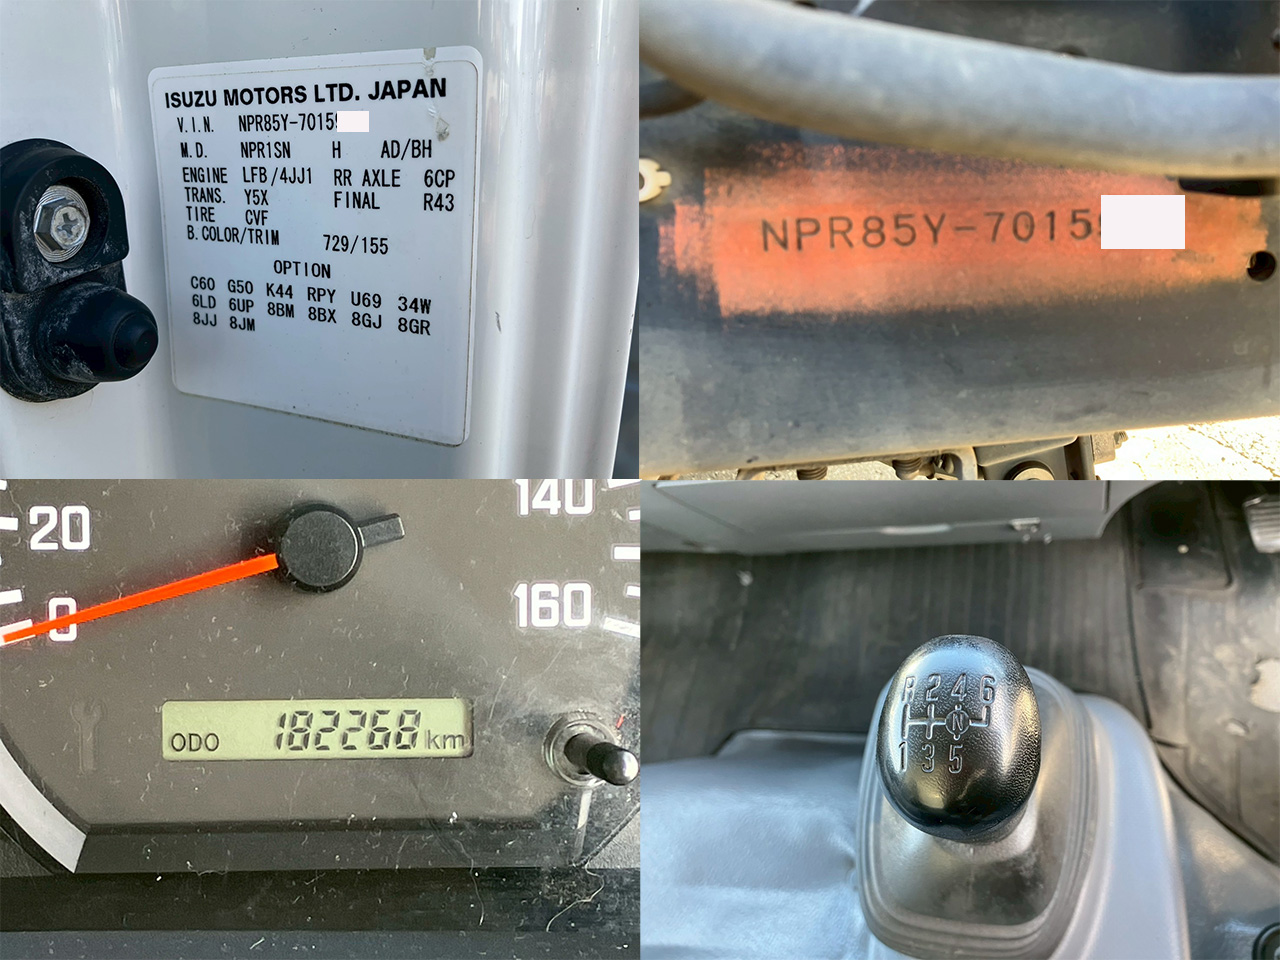 ISUZU MOTORS LTD. JAPAN
V.I.N. NPR85Y-7015
M.D. NPR1SN H AD/BH
ENGINE LFB/4JJ1 RR AXLE 6CP
TRANS. Y5X FINAL R43
TIRE CVF
B.COLOR/TRIM 729/155
OPTION
C60 G50 K44 RPY U69 34W
6LD 6UP 8BM 8BX 8GJ 8GR
8JJ 8JM
NPR85Y-7015
20
0
140
160
ODO 182268 km
R 2 4 6
N
1 3 5